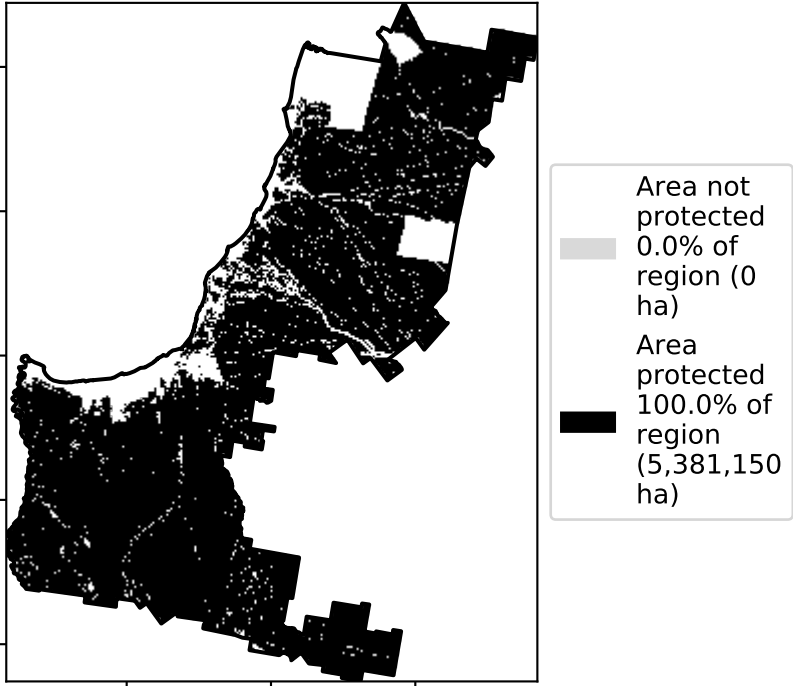 Area not
protected
0.0% of
region (0
ha)
Area
protected
100.0% of
region
(5,381,150
ha)